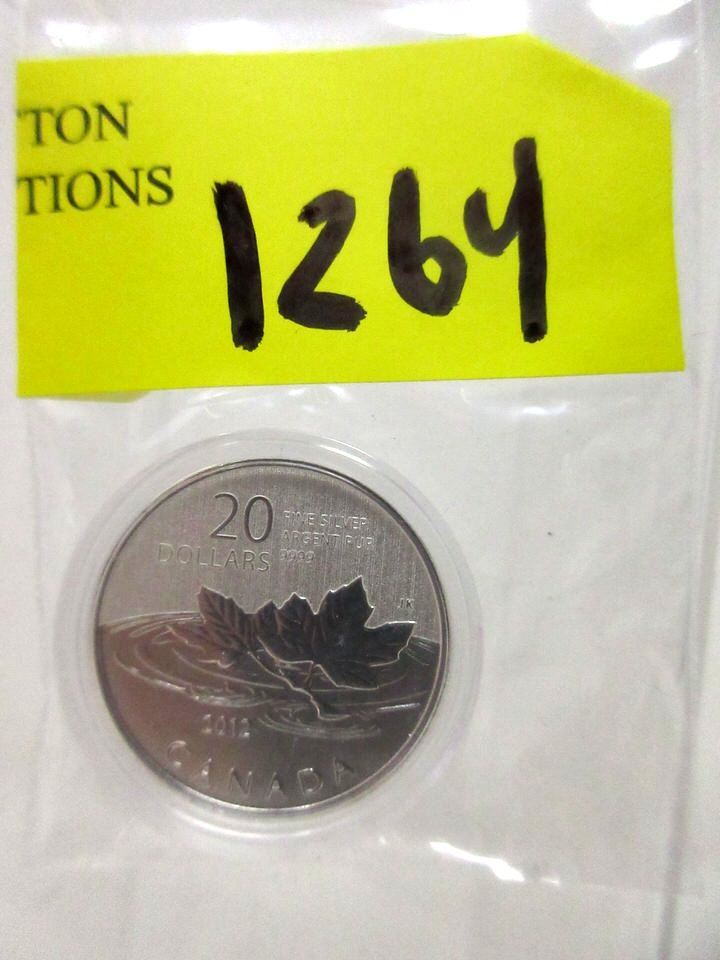 TON
TIONS
1264
20
DOLLARS
FINE SILVER
ARGENT PUR
9999
JK
2012
CANADA